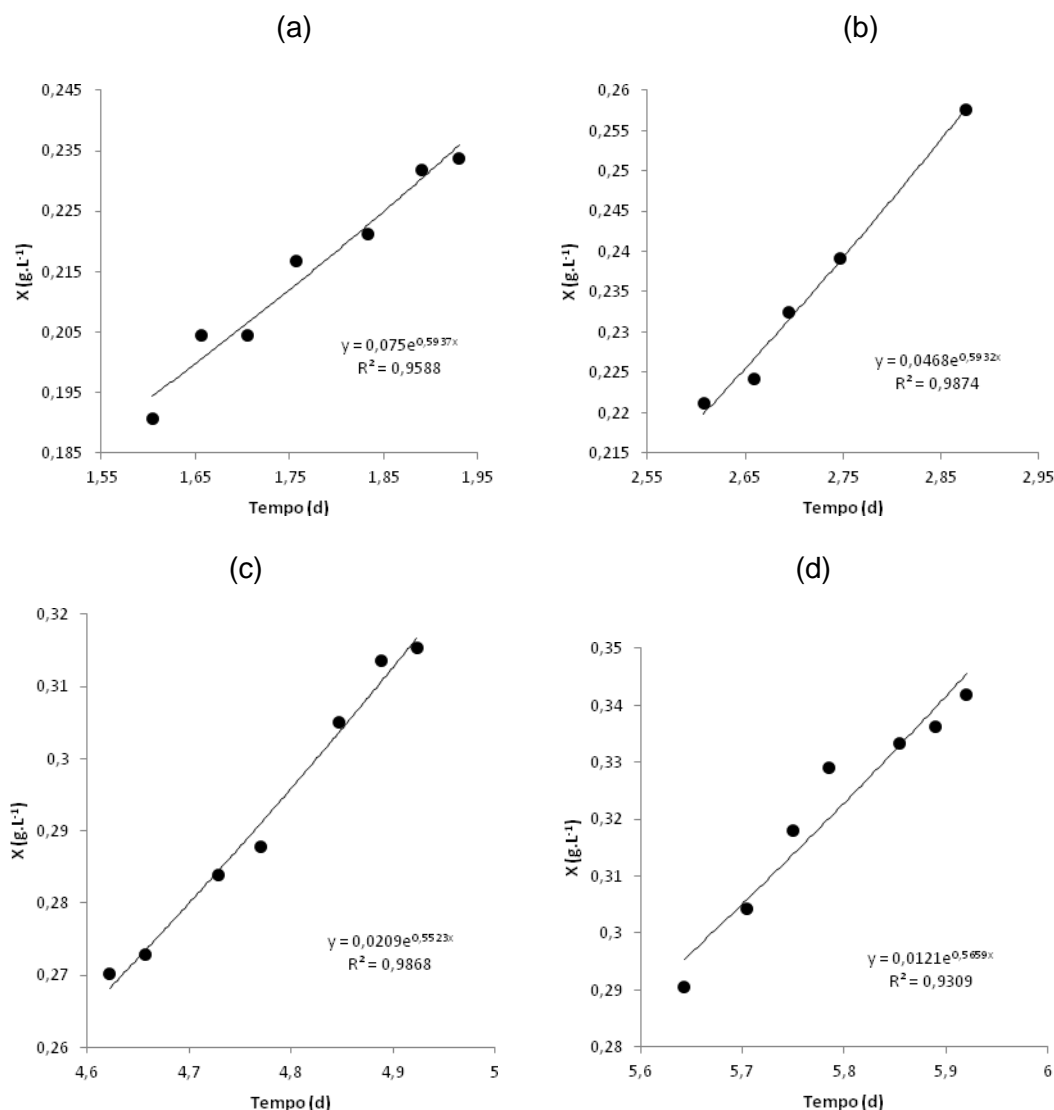 (a)
0,245
0,235
0,225
0,215
0,205
0,195
0,185
X (g.L⁻¹)
y = 0,075e^0,5937x
R² = 0,9588
1,55 1,65 1,75 1,85 1,95
Tempo (d)
(b)
0,26
0,255
0,25
0,245
0,24
0,235
0,23
0,225
0,22
0,215
X (g.L⁻¹)
y = 0,0468e^0,5932x
R² = 0,9874
2,55 2,65 2,75 2,85 2,95
Tempo (d)
(c)
0,32
0,31
0,3
0,29
0,28
0,27
0,26
X (g.L⁻¹)
y = 0,0209e^0,5523x
R² = 0,9868
4,6 4,7 4,8 4,9 5
Tempo (d)
(d)
0,35
0,34
0,33
0,32
0,31
0,3
0,29
0,28
X (g.L⁻¹)
y = 0,0121e^0,5659x
R² = 0,9309
5,6 5,7 5,8 5,9 6
Tempo (d)